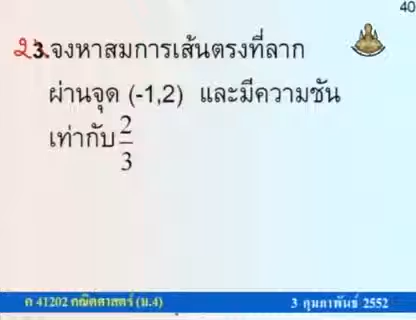 40
23.จงหาสมการเส้นตรงที่ลาก
ผ่านจุด (-1,2) และมีความชัน
เท่ากับ 2/3
ค 41202 คณิตศาสตร์ (ม.4) 3 กุมภาพันธ์ 2552